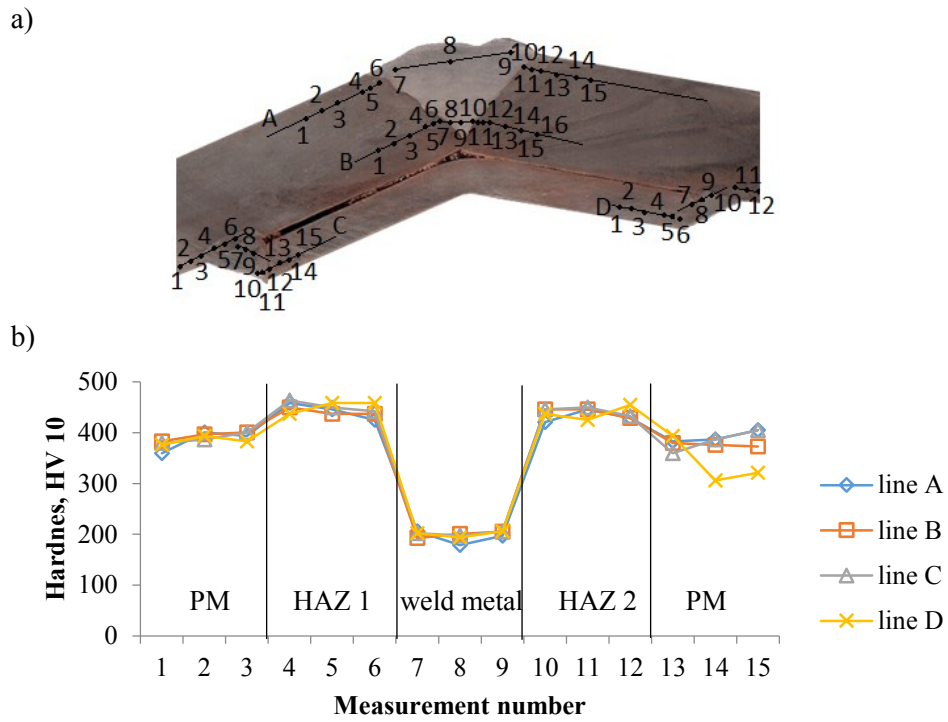 a)
8
6
10 12 14
4
2
7
9
11 13 15
5
A
3
1
6 8 10 12
4
14
16
2
5 7 9 11 13 15
3
B
1
11
9
7
2
4
10 12
8
D
1 3 5 6
C
15
6
4
8
13
2
5 7
9
12 14
3
1
10
11
b)
500
400
300
200
100
0
Hardnes, HV 10
PM HAZ 1 weld metal HAZ 2 PM
1 2 3 4 5 6 7 8 9 10 11 12 13 14 15
Measurement number
line A
line B
line C
line D